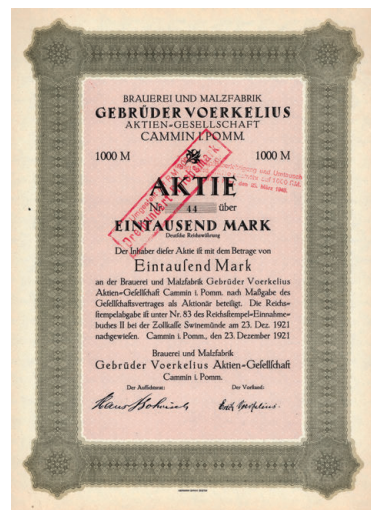 BRAUEREI UND MALZFABRIK
GEBRÜDER VOERKELIUS
AKTIEN-GESELLSCHAFT
CAMMIN I. POMM.
1000 M 1000 M
AKTIE
Nr. 44 über
EINTAUSEND MARK
Deutsche Reichswährung
Der Inhaber dieser Aktie ist mit dem Betrage von
Eintausend Mark
an der Brauerei und Malzfabrik Gebrüder Voerkelius
Aktien-Gesellschaft Cammin i. Pomm. nach Maßgabe des
Gesellschaftsvertrages als Aktionär beteiligt. Die Reichs-
stempelabgabe ist unter Nr. 83 des Reichsstempel-Einnahme-
buches II bei der Zollkasse Swinemünde am 23. Dez. 1921
nachgewiesen. Cammin i. Pomm., den 23. Dezember 1921
Brauerei und Malzfabrik
Gebrüder Voerkelius Aktien-Gesellschaft
Cammin i. Pomm.
Der Aufsichtsrat: Der Vorstand: